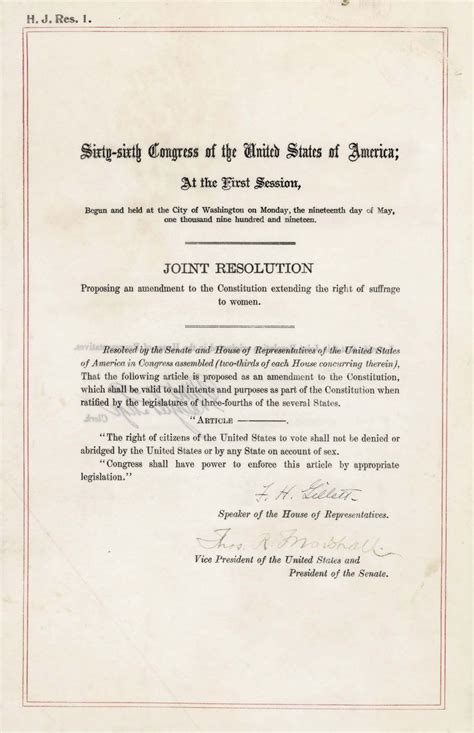 H. J. Res. 1.
Sixty-sixth Congress of the United States of America;
At the First Session,
Begun and held at the City of Washington on Monday, the nineteenth day of May,
one thousand nine hundred and nineteen.
JOINT RESOLUTION
Proposing an amendment to the Constitution extending the right of suffrage
to women.
Resolved by the Senate and House of Representatives of the United States
of America in Congress assembled (two-thirds of each House concurring therein),
That the following article is proposed as an amendment to the Constitution,
which shall be valid to all intents and purposes as part of the Constitution when
ratified by the legislatures of three-fourths of the several States.
"Article ————.
"The right of citizens of the United States to vote shall not be denied or
abridged by the United States or by any State on account of sex.
"Congress shall have power to enforce this article by appropriate
legislation."
F. H. Gillett
Speaker of the House of Representatives.
Thos. R. Marshall
Vice President of the United States and
President of the Senate.